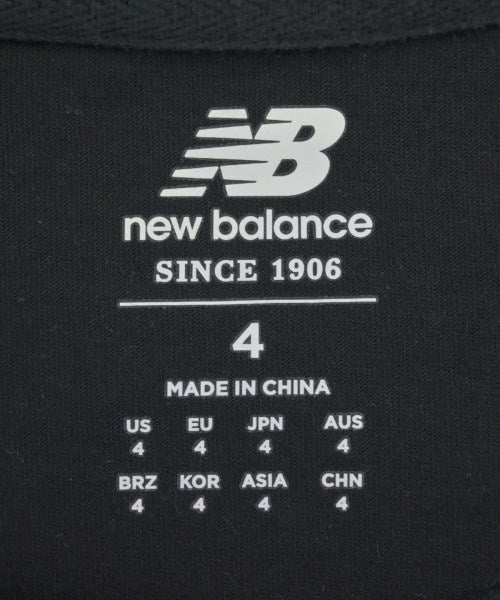 NB
new balance
SINCE 1906
4
MADE IN CHINA
US EU JPN AUS
4 4 4 4
BRZ KOR ASIA CHN
4 4 4 4